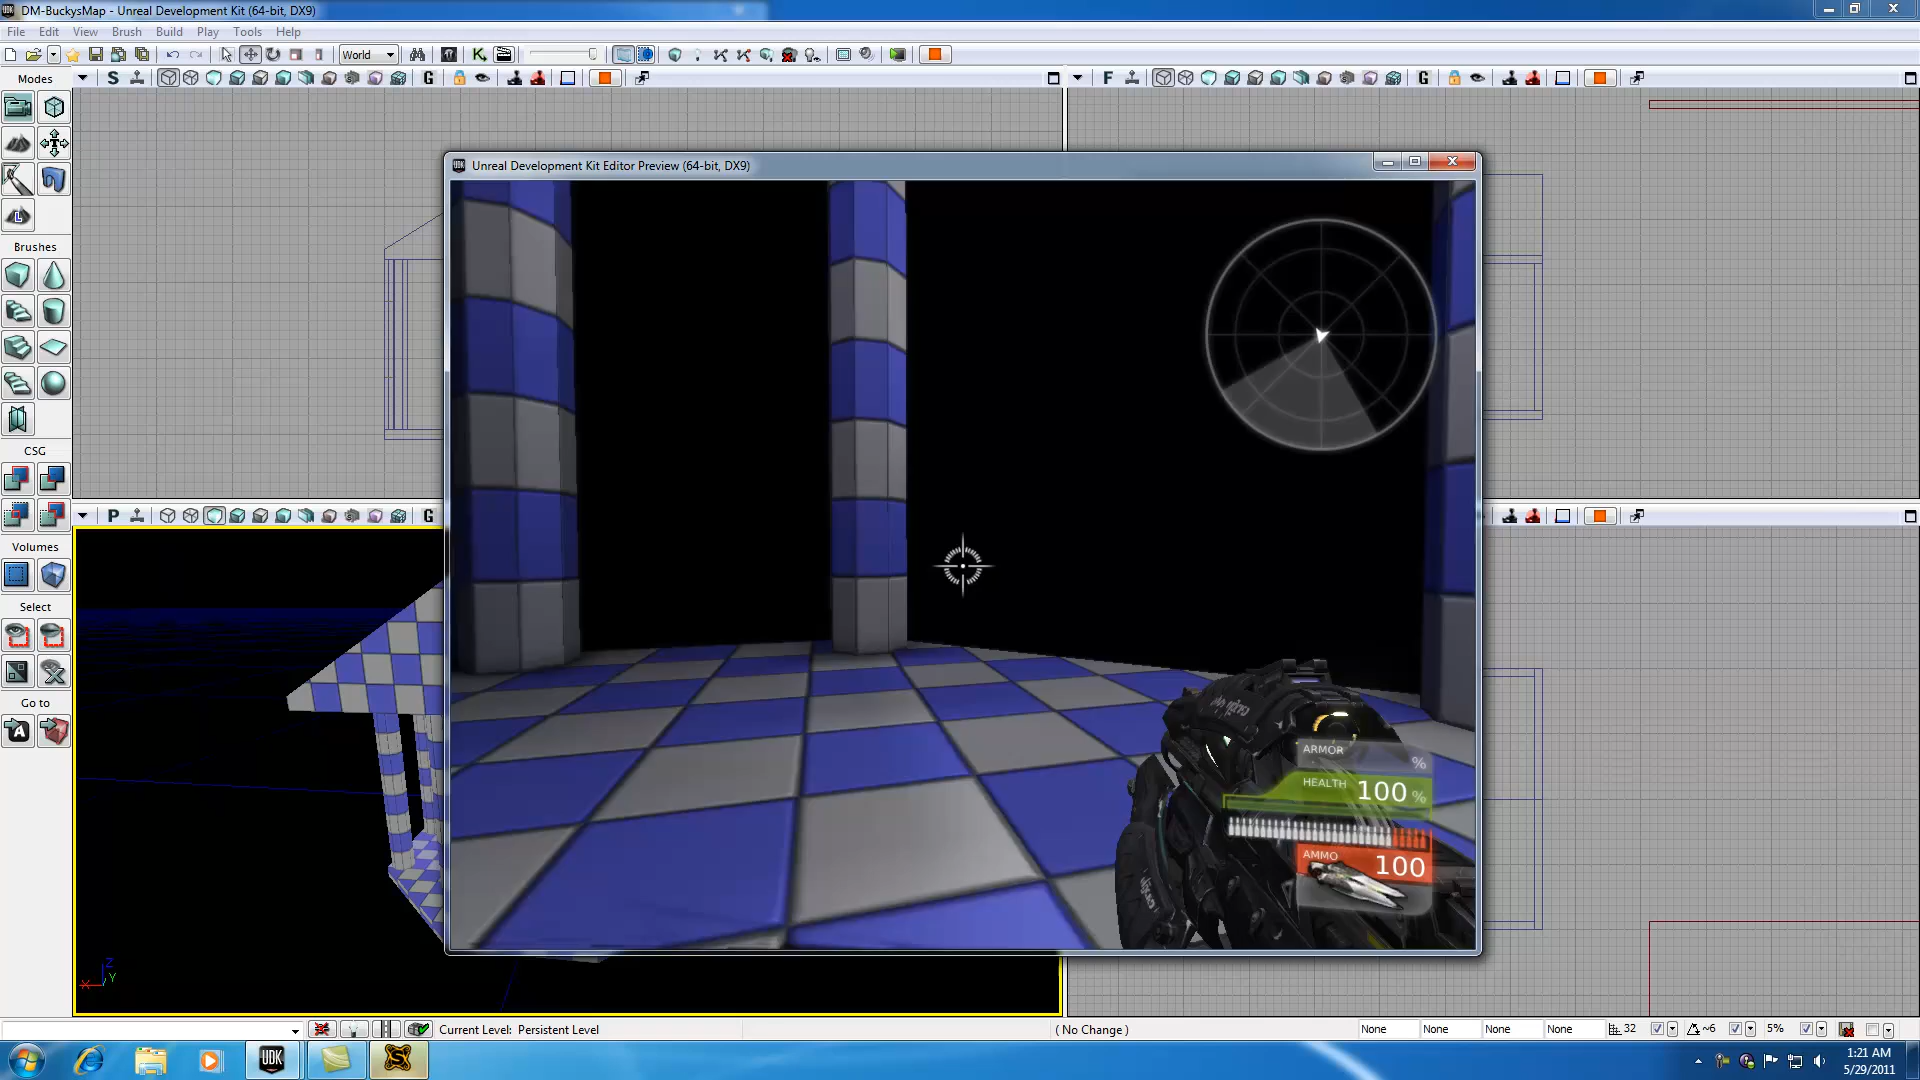 DM-BuckysMap - Unreal Development Kit (64-bit, DX9)
File Edit View Brush Build Play Tools Help
World
Modes
S
G
F
G
L
Unreal Development Kit Editor Preview (64-bit, DX9)
Brushes
CSG
P
G
Volumes
Select
Go to
A
ARMOR
%
HEALTH 100 %
AMMO 100
Z
Y
X
Current Level: Persistent Level
( No Change )
None
None
None
None
32
~6
5%
UDK
S
1:21 AM
5/29/2011